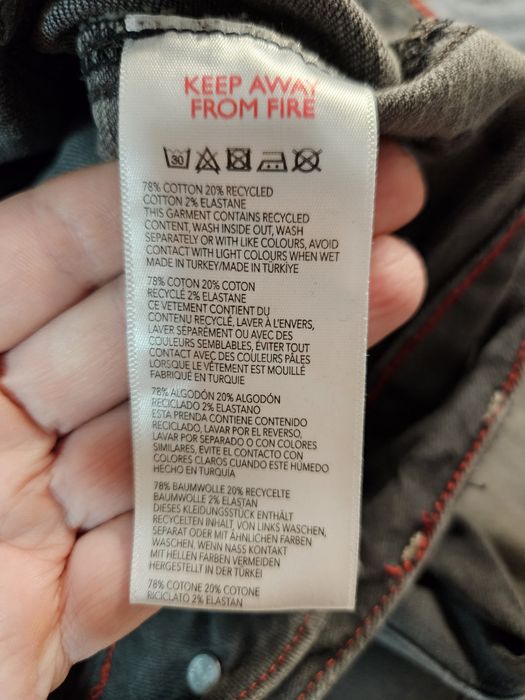 KEEP AWAY
FROM FIRE
30
78% COTTON 20% RECYCLED
COTTON 2% ELASTANE
THIS GARMENT CONTAINS RECYCLED
CONTENT, WASH INSIDE OUT, WASH
SEPARATELY OR WITH LIKE COLOURS, AVOID
CONTACT WITH LIGHT COLOURS WHEN WET
MADE IN TURKEY/MADE IN TÜRKİYE
78% COTON 20% COTON
RECYCLÉ 2% ELASTANE
CE VETEMENT CONTIENT DU
CONTENU RECYCLÉ, LAVER À L'ENVERS,
LAVER SÉPARÉMENT OU AVEC DES
COULEURS SEMBLABLES, ÉVITER TOUT
CONTACT AVEC DES COULEURS PÂLES
LORSQUE LE VÊTEMENT EST MOUILLÉ
FABRIQUÉ EN TURQUIE
78% ALGODÓN 20% ALGODÓN
RECICLADO 2% ELASTANO
ESTA PRENDA CONTIENE CONTENIDO
RECICLADO, LAVAR POR EL REVERSO,
LAVAR POR SEPARADO O CON COLORES
SIMILARES, EVITE EL CONTACTO CON
COLORES CLAROS CUANDO ESTÉ HÚMEDO
HECHO EN TURQUÍA
78% BAUMWOLLE 20% RECYCELTE
BAUMWOLLE 2% ELASTAN
DIESES KLEIDUNGSSTÜCK ENTHÄLT
RECYCELTEN INHALT, VON LINKS WASCHEN,
SEPARAT ODER MIT ÄHNLICHEN FARBEN
WASCHEN, WENN NASS KONTAKT
MIT HELLEN FARBEN VERMEIDEN
HERGESTELLT IN DER TÜRKEI
78% COTONE 20% COTONE
RICICLATO 2% ELASTAN